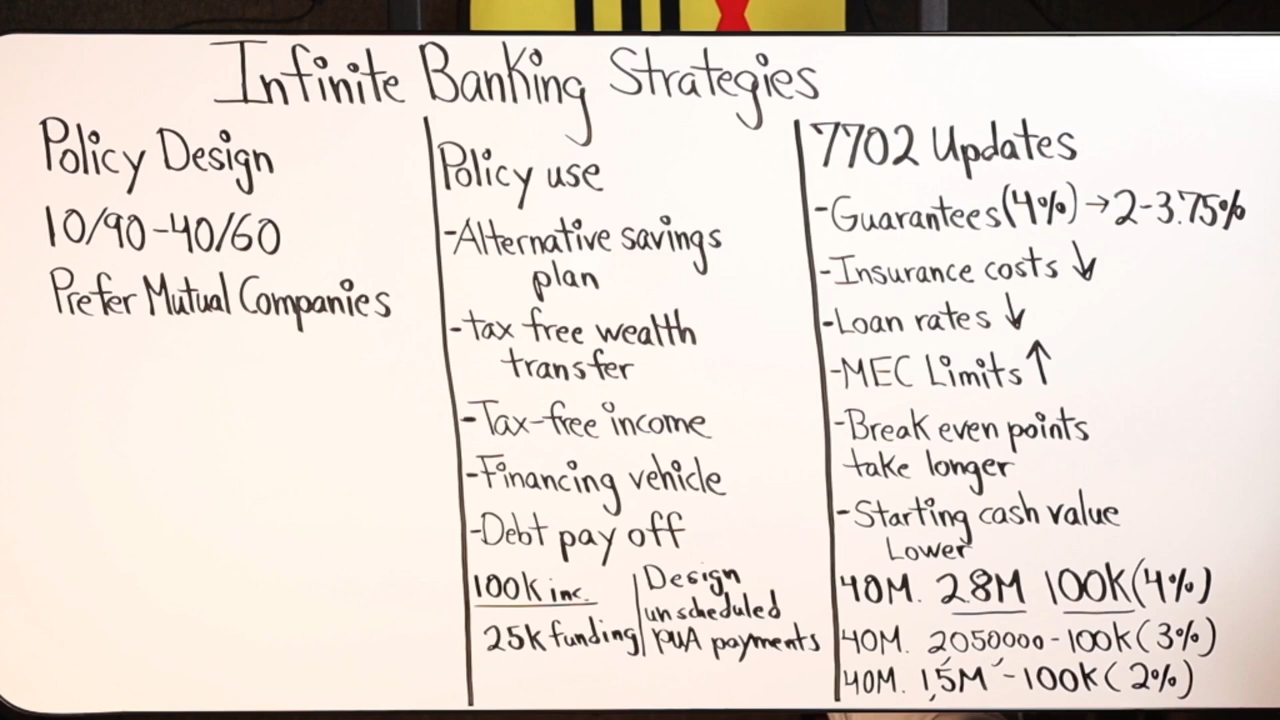 Infinite Banking Strategies
Policy Design
10/90-40/60
Prefer Mutual Companies
Policy use
-Alternative savings
plan
-tax free wealth
transfer
-Tax-free income
-Financing vehicle
-Debt pay off
100k inc.
25k funding
Design
unscheduled
PUA payments
7702 Updates
-Guarantees(4%)→2-3.75%
-Insurance costs ↓
-Loan rates ↓
-MEC Limits ↑
-Break even points
take longer
-Starting cash value
Lower
40M. 2.8M 100K(4%)
40M. 2050000-100k(3%)
40M. 1,5M-100K(2%)